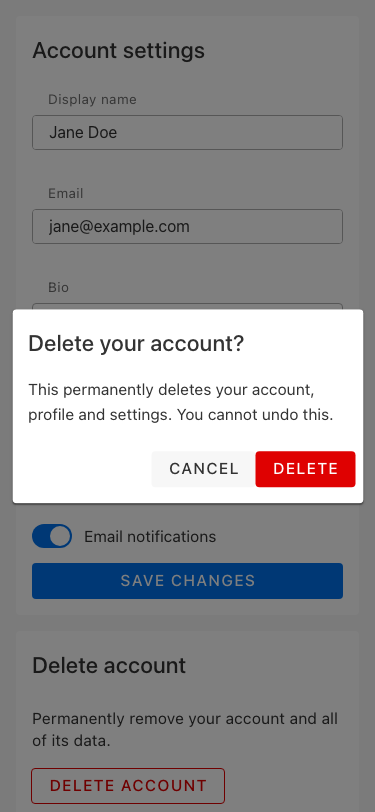 Account settings
Display name
Jane Doe
Email
jane@example.com
Bio
Delete your account?
This permanently deletes your account,
profile and settings. You cannot undo this.
CANCEL DELETE
Email notifications
SAVE CHANGES
Delete account
Permanently remove your account and all
of its data.
DELETE ACCOUNT